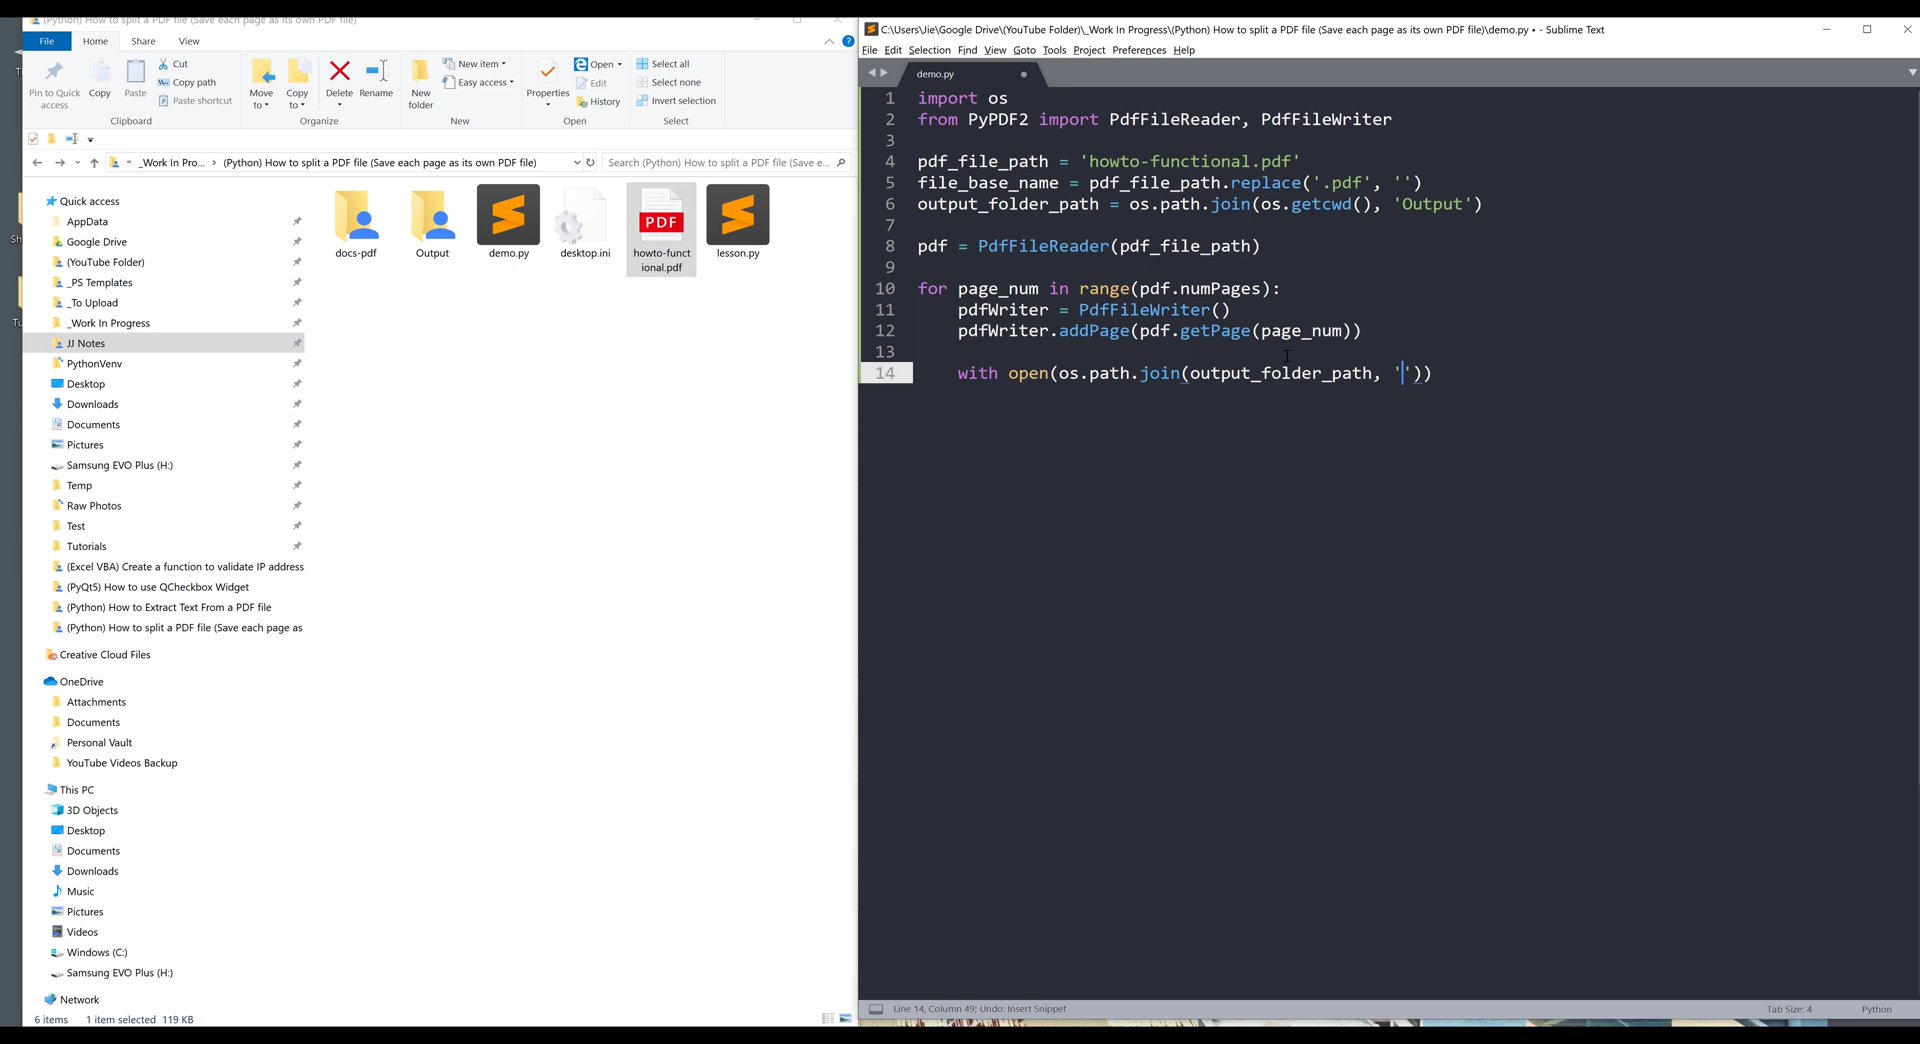 (Python) How to split a PDF file (Save each page as its own PDF file)
File Home Share View
Pin to Quick access
Copy
Paste
Cut
Copy path
Paste shortcut
Clipboard
Move to
Copy to
Delete
Rename
Organize
New folder
New item
Easy access
New
Properties
Open
Edit
History
Open
Select all
Select none
Invert selection
Select
« _Work In Pro... › (Python) How to split a PDF file (Save each page as its own PDF file)
Search (Python) How to split a PDF file (Save e...
Quick access
AppData
Google Drive
(YouTube Folder)
_PS Templates
_To Upload
_Work In Progress
JJ Notes
PythonVenv
Desktop
Downloads
Documents
Pictures
Samsung EVO Plus (H:)
Temp
Raw Photos
Test
Tutorials
(Excel VBA) Create a function to validate IP address
(PyQt5) How to use QCheckbox Widget
(Python) How to Extract Text From a PDF file
(Python) How to split a PDF file (Save each page as
Creative Cloud Files
OneDrive
Attachments
Documents
Personal Vault
YouTube Videos Backup
This PC
3D Objects
Desktop
Documents
Downloads
Music
Pictures
Videos
Windows (C:)
Samsung EVO Plus (H:)
Network
docs-pdf
Output
demo.py
desktop.ini
PDF
howto-funct
ional.pdf
lesson.py
6 items 1 item selected 119 KB
C:\Users\Jie\Google Drive\(YouTube Folder)\_Work In Progress\(Python) How to split a PDF file (Save each page as its own PDF file)\demo.py • - Sublime Text
File Edit Selection Find View Goto Tools Project Preferences Help
demo.py
1 import os
2 from PyPDF2 import PdfFileReader, PdfFileWriter
3
4 pdf_file_path = 'howto-functional.pdf'
5 file_base_name = pdf_file_path.replace('.pdf', '')
6 output_folder_path = os.path.join(os.getcwd(), 'Output')
7
8 pdf = PdfFileReader(pdf_file_path)
9
10 for page_num in range(pdf.numPages):
11 pdfWriter = PdfFileWriter()
12 pdfWriter.addPage(pdf.getPage(page_num))
13
14 with open(os.path.join(output_folder_path, ''))
Line 14, Column 49; Undo: Insert Snippet
Tab Size: 4
Python